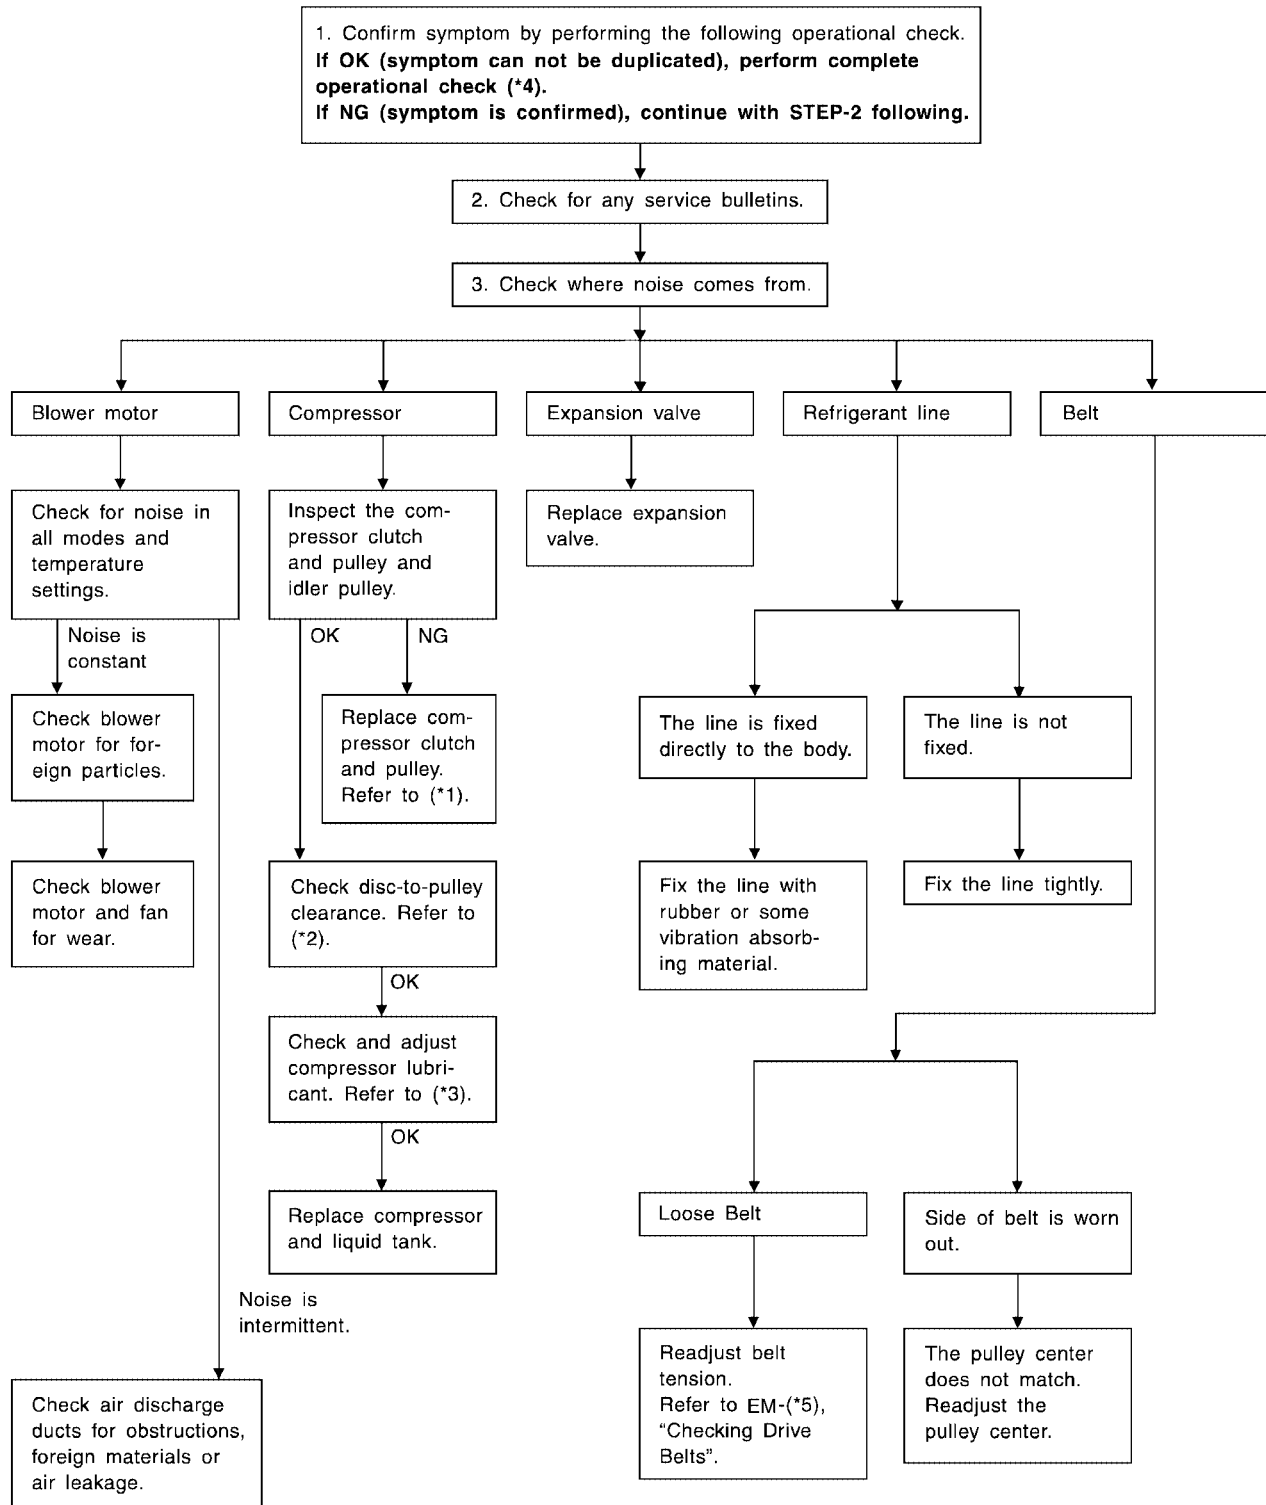 1. Confirm symptom by performing the following operational check.
If OK (symptom can not be duplicated), perform complete
operational check (*4).
If NG (symptom is confirmed), continue with STEP-2 following.
2. Check for any service bulletins.
3. Check where noise comes from.
Blower motor
Compressor
Expansion valve
Refrigerant line
Belt
Check for noise in
all modes and
temperature
settings.
Inspect the com-
pressor clutch
and pulley and
idler pulley.
Replace expansion
valve.
Noise is
constant
OK
NG
Check blower
motor for for-
eign particles.
Replace com-
pressor clutch
and pulley.
Refer to (*1).
The line is fixed
directly to the body.
The line is not
fixed.
Check blower
motor and fan
for wear.
Check disc-to-pulley
clearance. Refer to
(*2).
Fix the line with
rubber or some
vibration absorb-
ing material.
Fix the line tightly.
OK
Check and adjust
compressor lubri-
cant. Refer to (*3).
OK
Replace compressor
and liquid tank.
Loose Belt
Side of belt is worn
out.
Noise is
intermittent.
Readjust belt
tension.
Refer to EM-(*5),
“Checking Drive
Belts”.
The pulley center
does not match.
Readjust the
pulley center.
Check air discharge
ducts for obstructions,
foreign materials or
air leakage.